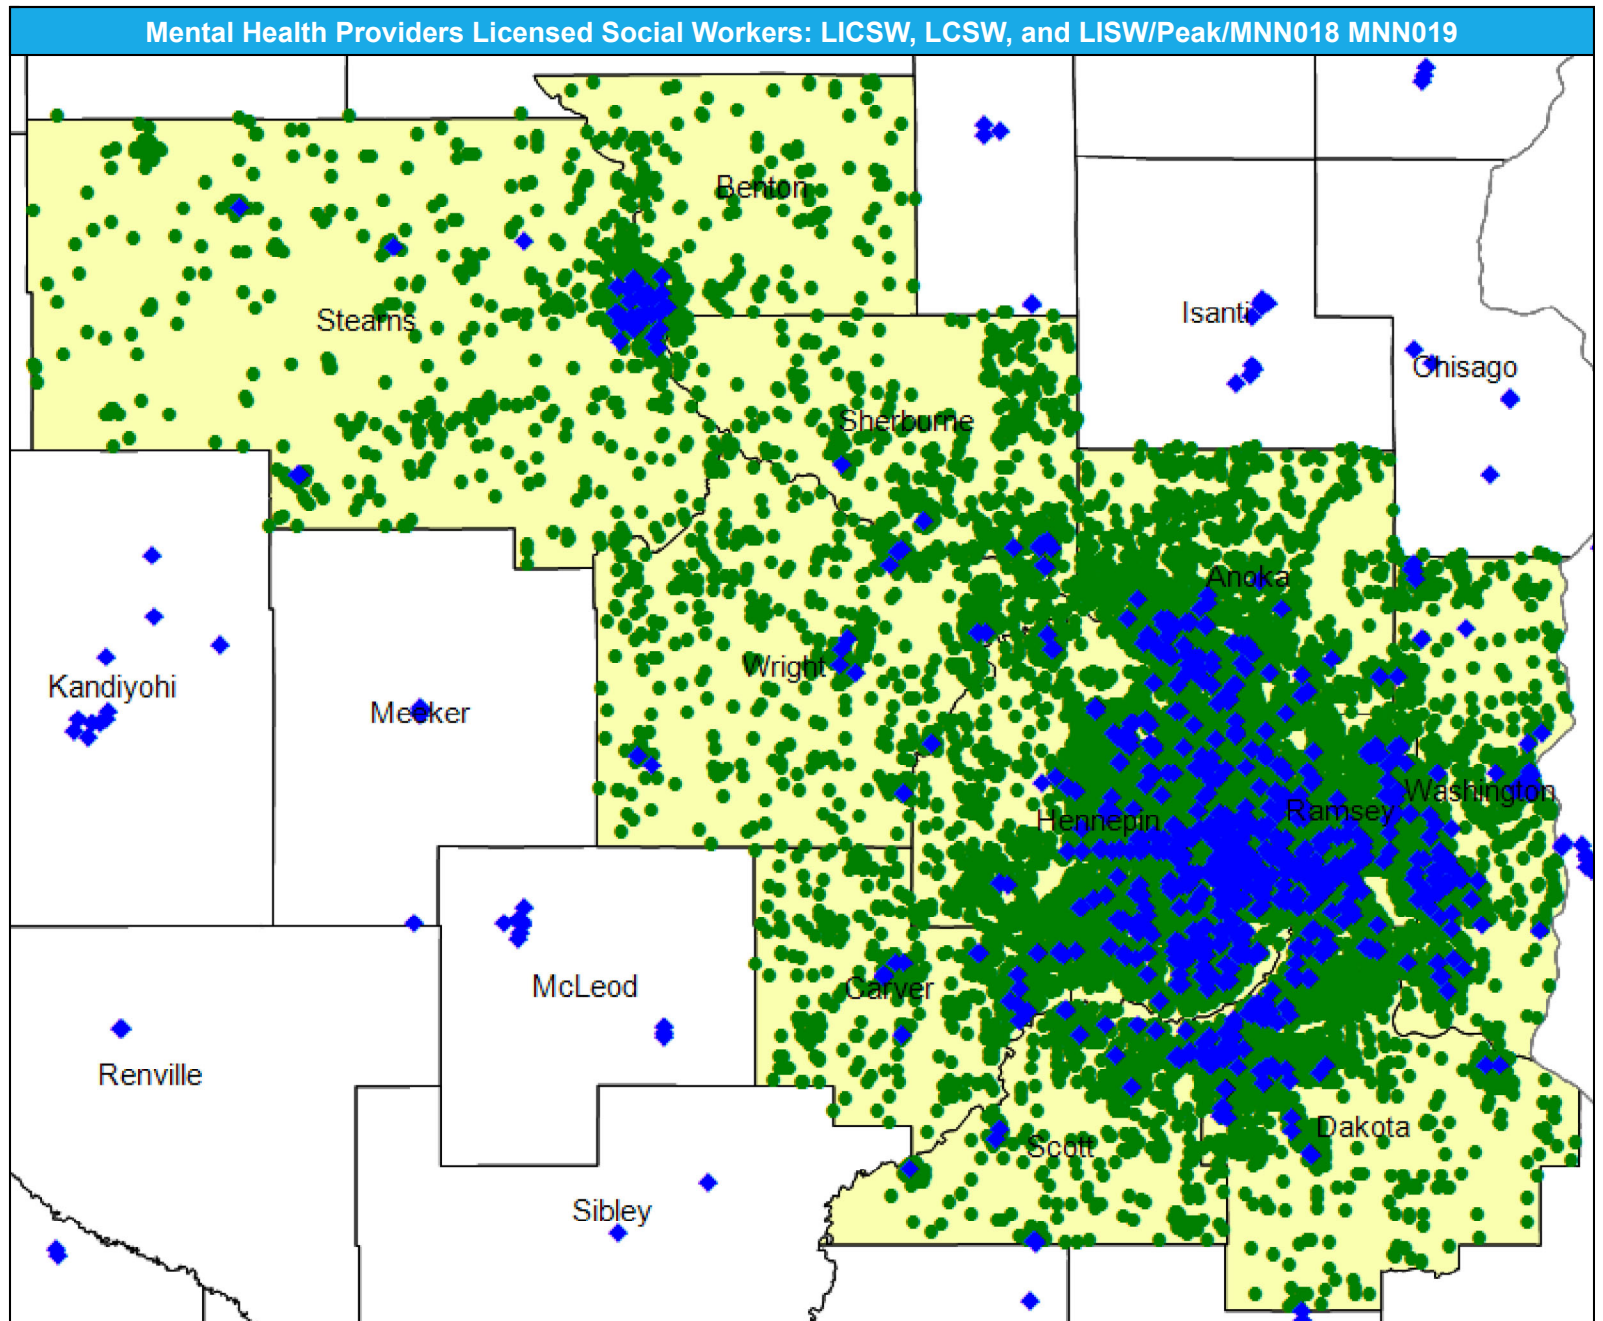 Mental Health Providers Licensed Social Workers: LICSW, LCSW, and LISW/Peak/MNN018 MNN019
Benton
Stearns
Isanti
Chisago
Sherburne
Anoka
Wright
Kandiyohi
Meeker
Washington
Ramsey
Hennepin
McLeod
Carver
Renville
Dakota
Scott
Sibley